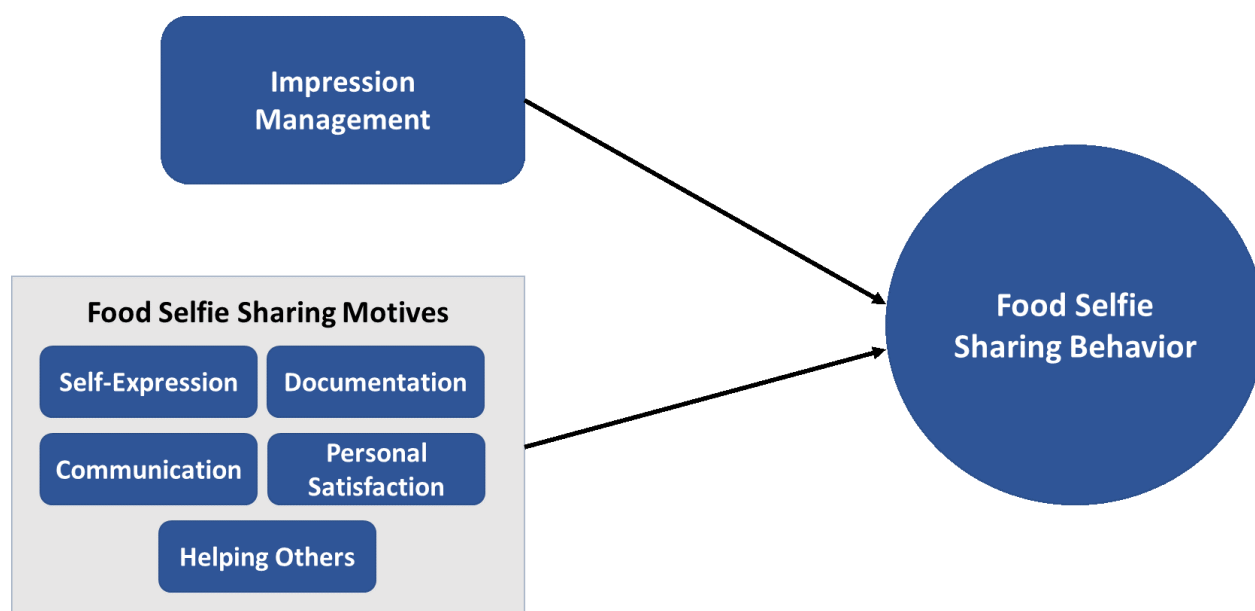 Impression
Management
Food Selfie Sharing Motives
Self-Expression
Documentation
Communication
Personal
Satisfaction
Helping Others
Food Selfie
Sharing Behavior